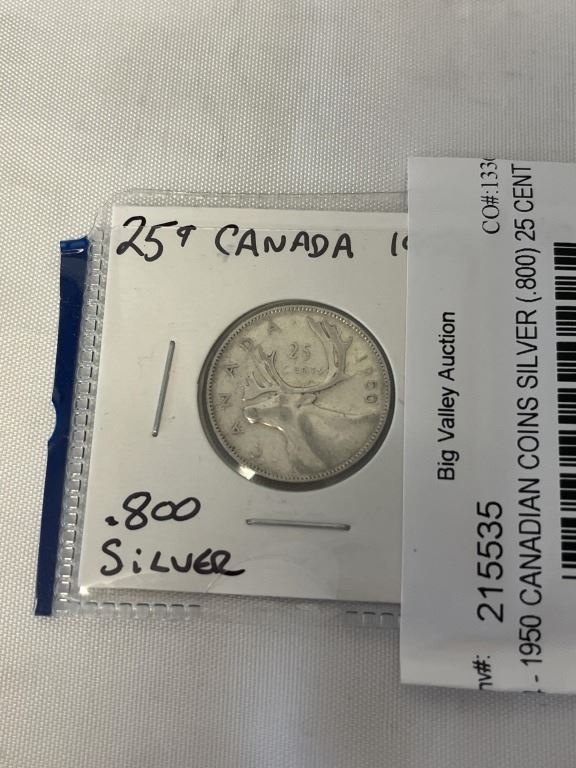 25¢ CANADA
25
CENTS
CANADA
1950
.800
SILVER
CO#:
Big Valley Auction
215535
- 1950 CANADIAN COINS SILVER (.800) 25 CENT